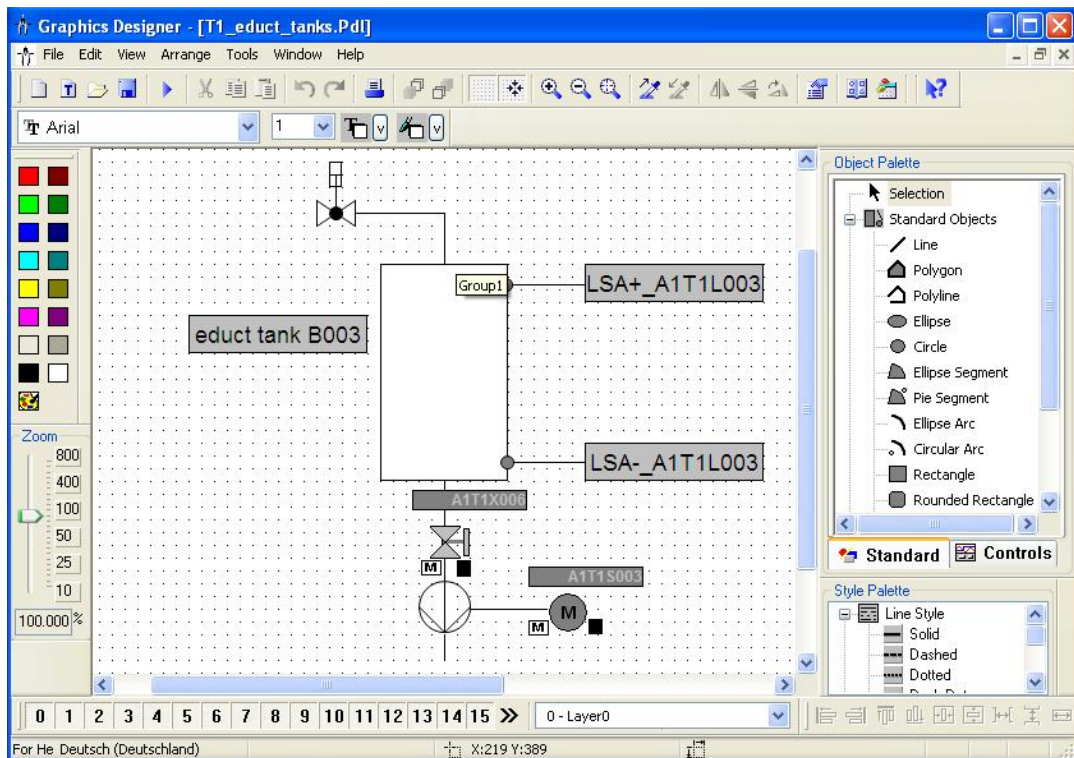 Graphics Designer - [T1_educt_tanks.Pdl]
File Edit View Arrange Tools Window Help
Arial 1
Object Palette
Selection
Standard Objects
Line
Polygon
Polyline
Ellipse
Circle
Ellipse Segment
Pie Segment
Ellipse Arc
Circular Arc
Rectangle
Rounded Rectangle
Standard Controls
Style Palette
Line Style
Solid
Dashed
Dotted
Group1
LSA+_A1T1L003
educt tank B003
LSA-_A1T1L003
A1T1X006
M
A1T1S003
M
M
Zoom
800
400
100
50
25
10
100.000 %
0 1 2 3 4 5 6 7 8 9 10 11 12 13 14 15 0 - Layer0
For He Deutsch (Deutschland) X:219 Y:389